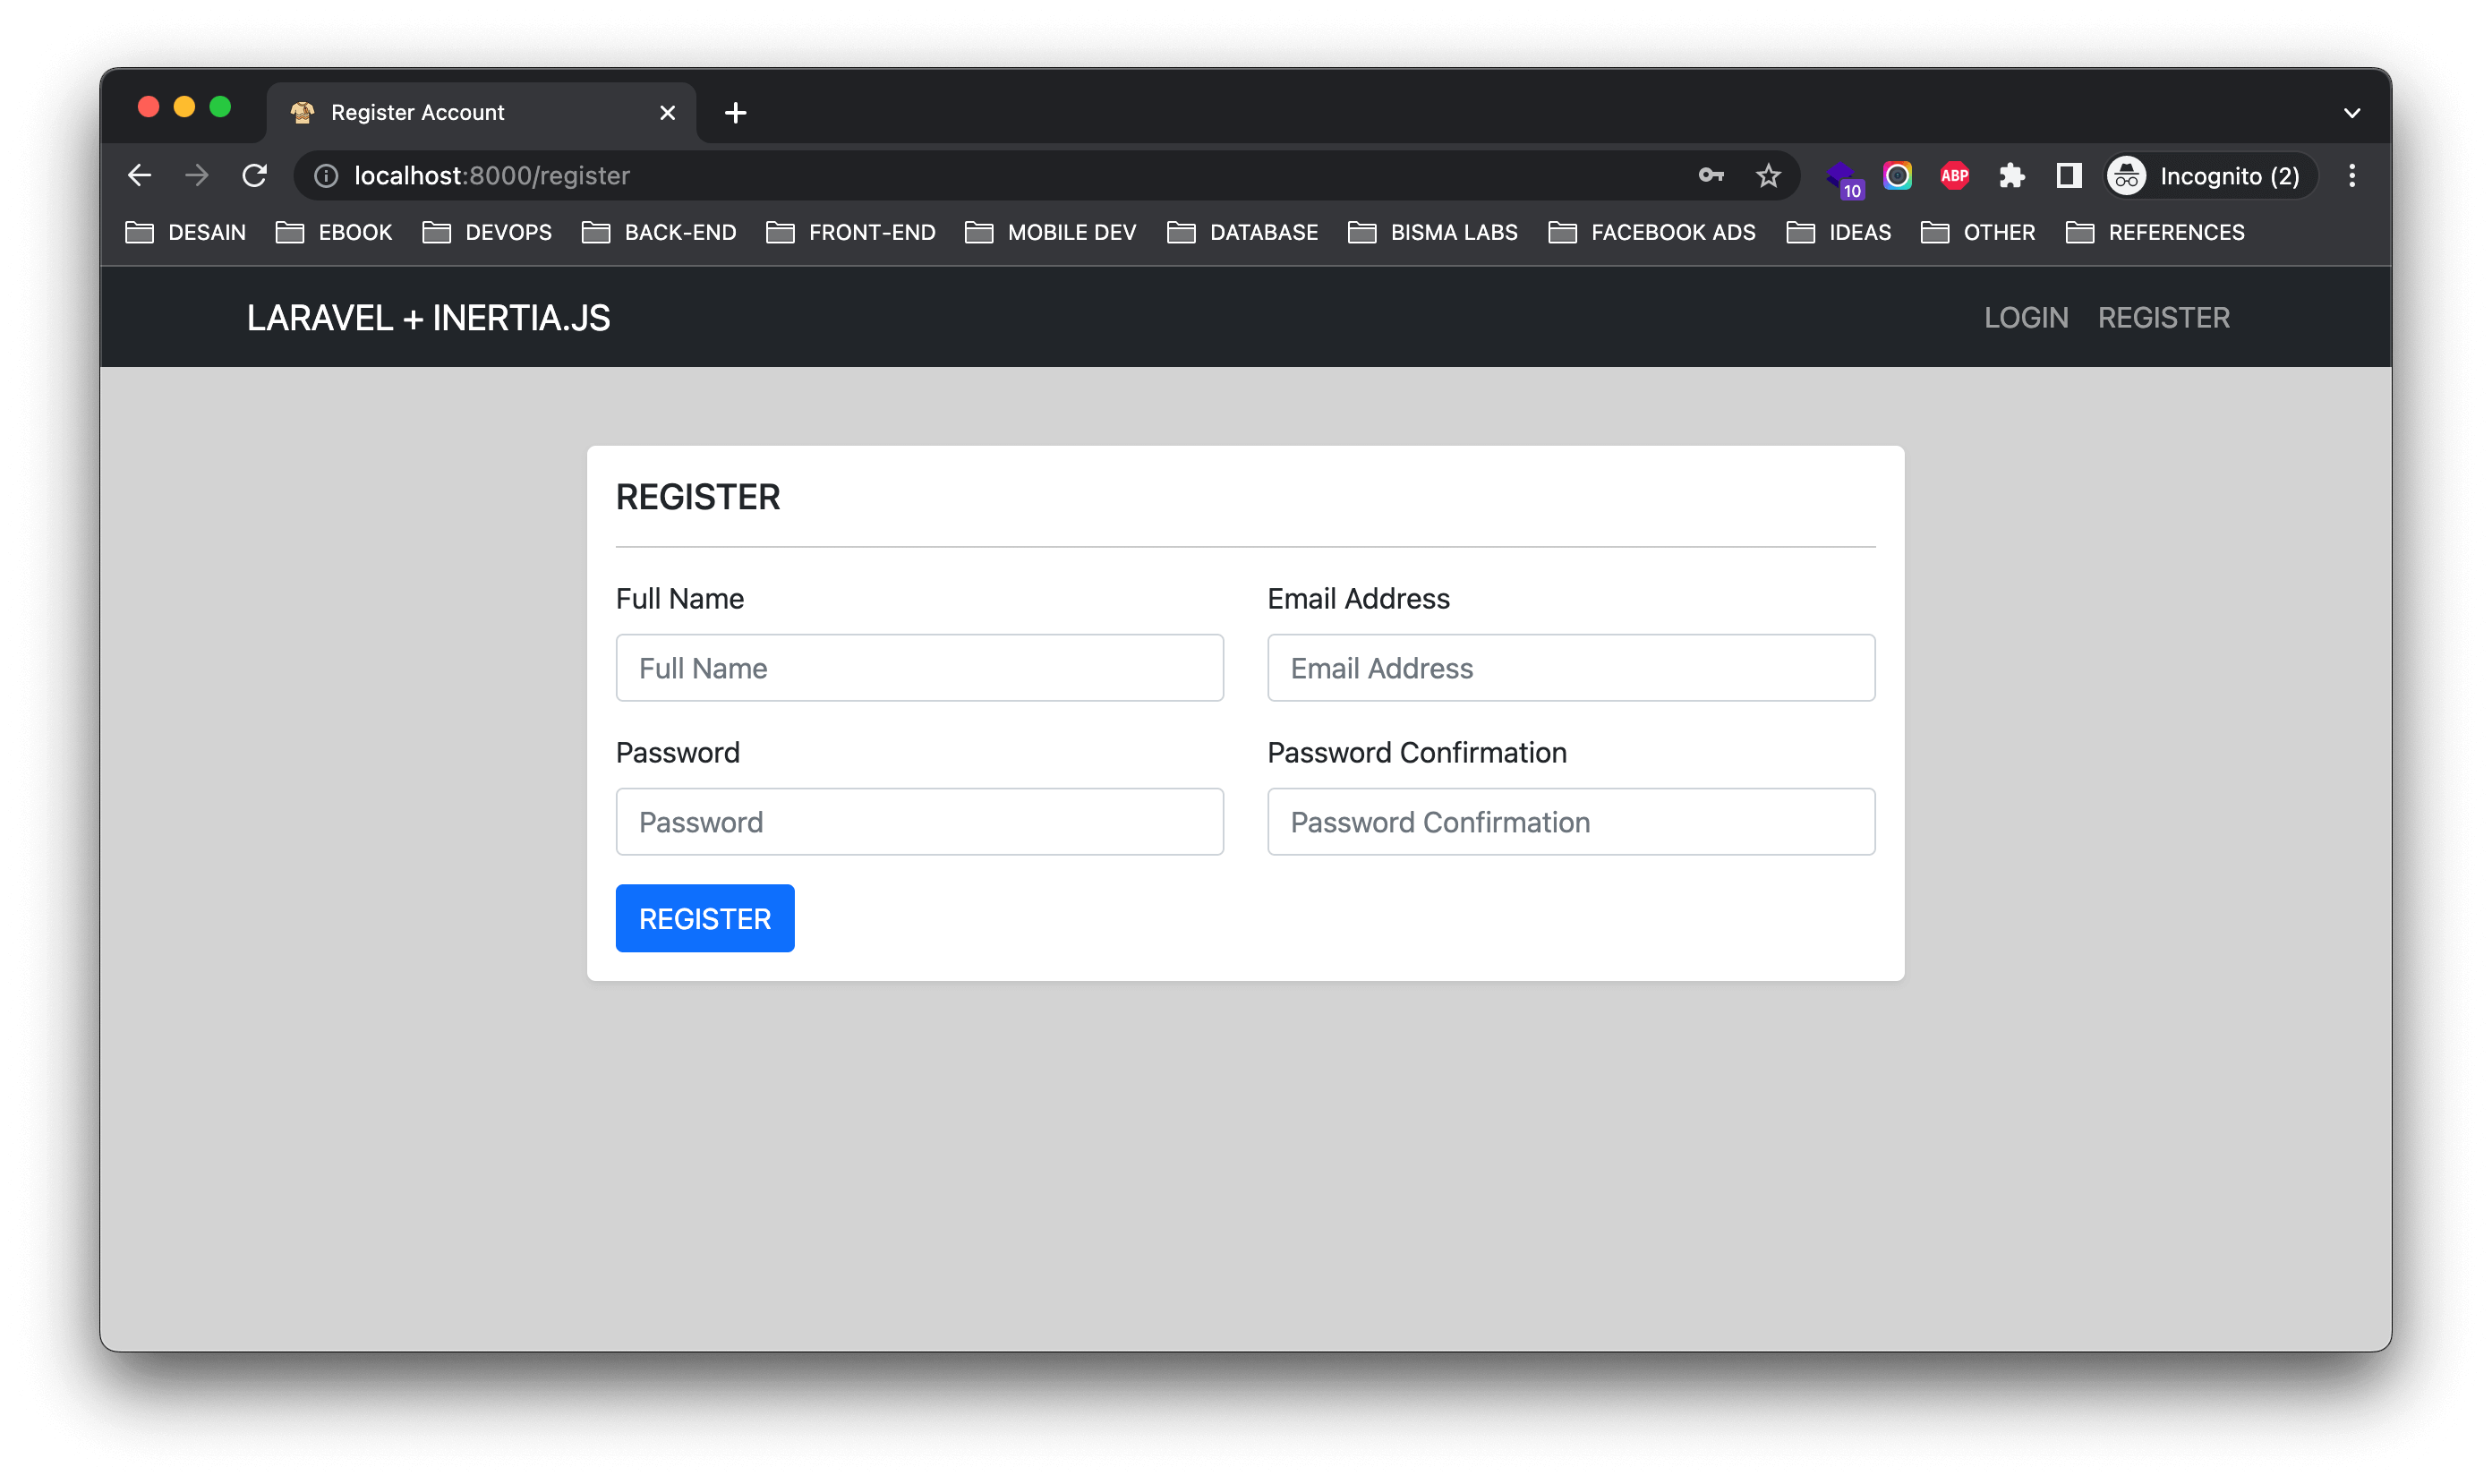 Register Account
localhost:8000/register
10
ABP
Incognito (2)
DESAIN EBOOK DEVOPS BACK-END FRONT-END MOBILE DEV DATABASE BISMA LABS FACEBOOK ADS IDEAS OTHER REFERENCES
LARAVEL + INERTIA.JS
LOGIN REGISTER
REGISTER
Full Name Email Address
Full Name Email Address
Password Password Confirmation
Password Password Confirmation
REGISTER